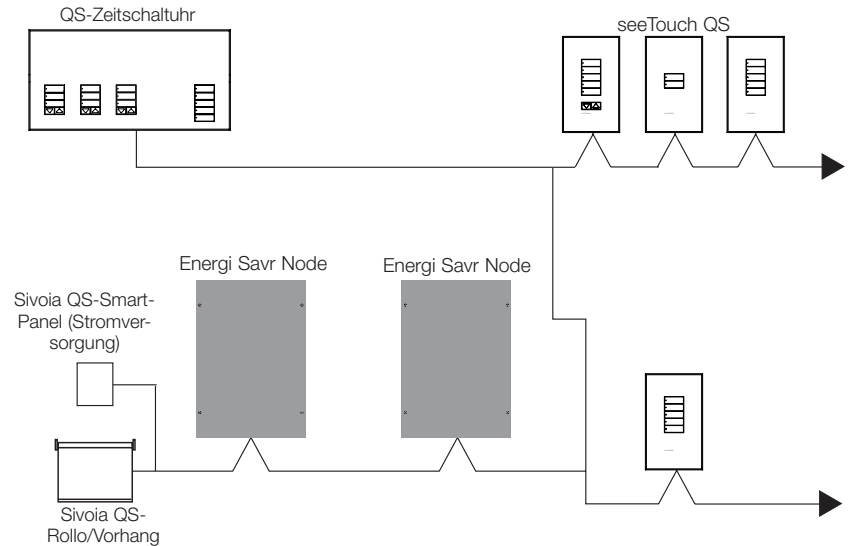 QS-Zeitschaltuhr
seeTouch QS
Energi Savr Node
Energi Savr Node
Sivoia QS-Smart-
Panel (Stromver-
sorgung)
Sivoia QS-
Rollo/Vorhang